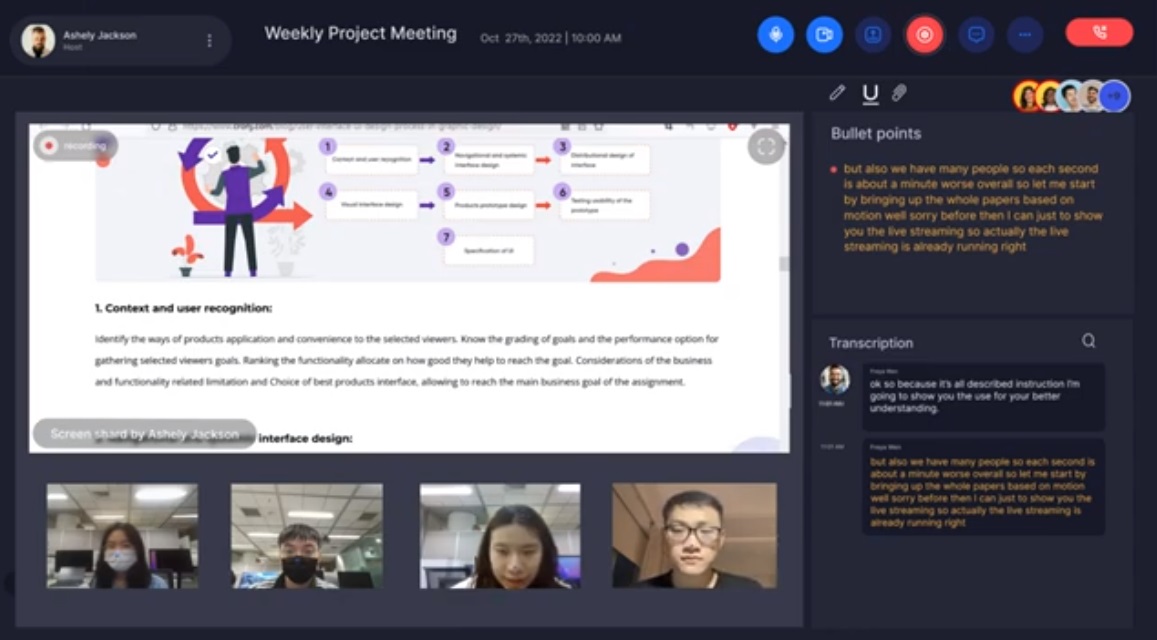 Ashely Jackson
Host
Weekly Project Meeting
Oct 27th, 2022 | 10:00 AM
recording
1
Context and user recognition
2
Navigational and systemic
interface design
3
Distributional design of
interface
4
Visual interface design
5
Products prototype design
6
Testing usability of the
prototype
7
Specification of UI
1. Context and user recognition:
Identify the ways of products application and convenience to the selected viewers. Know the grading of goals and the performance option for
gathering selected viewers goals. Ranking the functionality allocate on how good they help to reach the goal. Considerations of the business
and functionality related limitation and Choice of best products interface, allowing to reach the main business goal of the assignment.
Screen shard by Ashely Jackson
interface design:
U
Bullet points
but also we have many people so each second
is about a minute worse overall so let me start
by bringing up the whole papers based on
motion well sorry before then I can just to show
you the live streaming so actually the live
streaming is already running right
Transcription
ok so because it's all described instruction I'm
going to show you the use for your better
understanding.
11:01 AM
but also we have many people so each second is
about a minute worse overall so let me start by
bringing up the whole papers based on motion
well sorry before then I can just to show you the
live streaming so actually the live streaming is
already running right